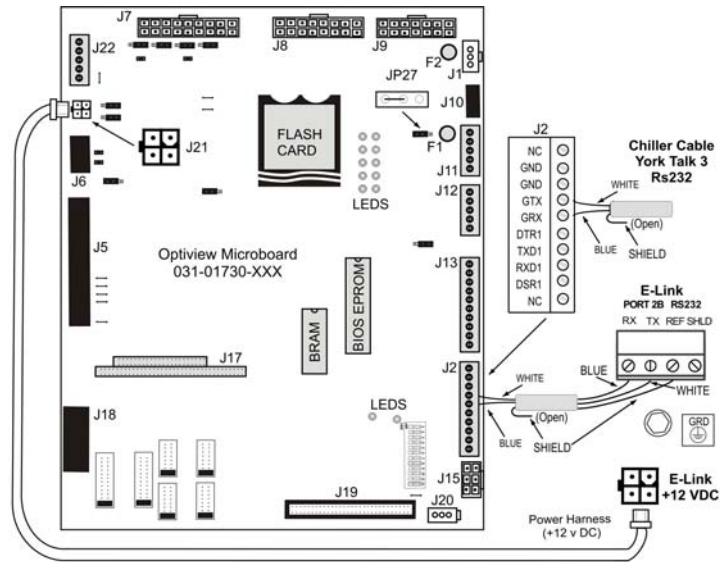 J7
J8
J9
J22
F2
J1
JP27
J10
J21
FLASH
CARD
F1
J11
J6
LEDS
J12
J5
Optiview Microboard
031-01730-XXX
J13
BRAM
BIOS EPROM
J17
J2
J18
LEDS
J15
J19
J20
J2
NC
GND
GND
GTX
GRX
DTR1
TXD1
RXD1
DSR1
NC
Chiller Cable
York Talk 3
Rs232
WHITE
(Open)
BLUE
SHIELD
E-Link
PORT 2B RS232
RX TX REF SHLD
BLUE
WHITE
WHITE
(Open)
BLUE
SHIELD
GRD
E-Link
+12 VDC
Power Harness
(+12 v DC)